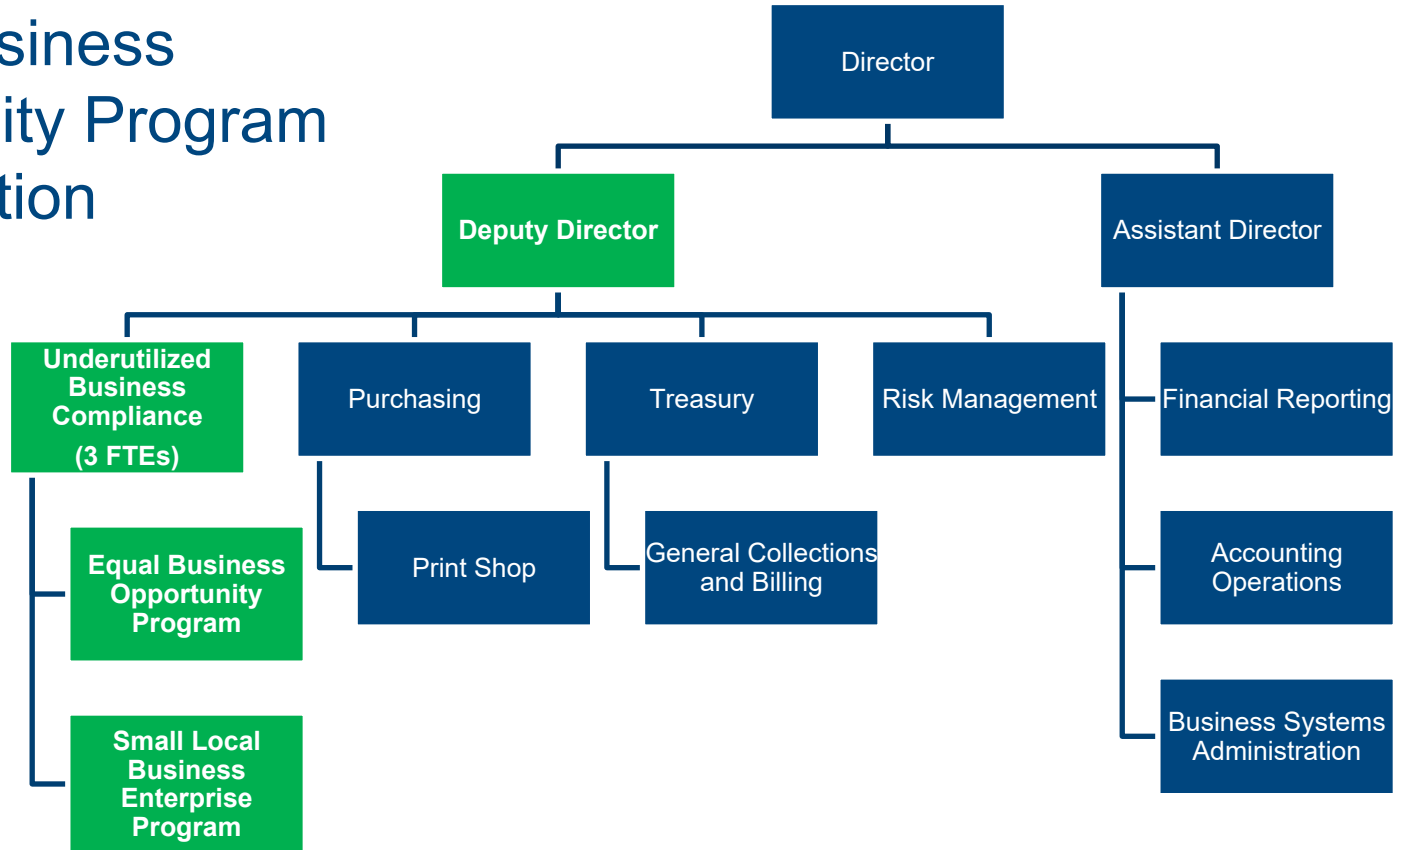 siness
ity Program
tion
Director
Deputy Director
Assistant Director
Underutilized
Business
Compliance
(3 FTEs)
Purchasing
Treasury
Risk Management
Financial Reporting
Equal Business
Opportunity
Program
Print Shop
General Collections
and Billing
Accounting
Operations
Small Local
Business
Enterprise
Program
Business Systems
Administration